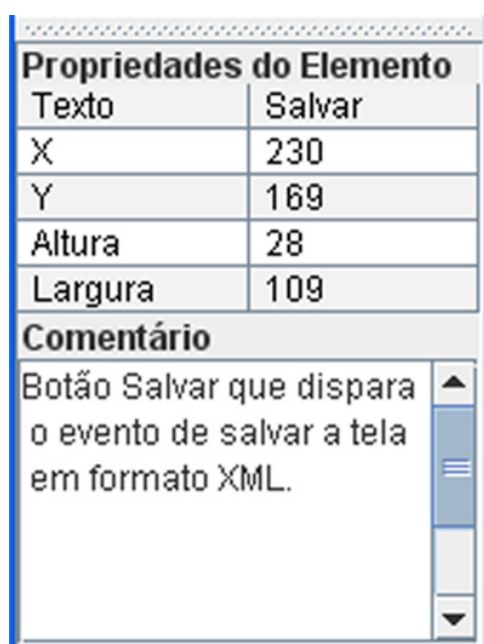 Propriedades do Elemento
Texto Salvar
X 230
Y 169
Altura 28
Largura 109
Comentário
Botão Salvar que dispara
o evento de salvar a tela
em formato XML.